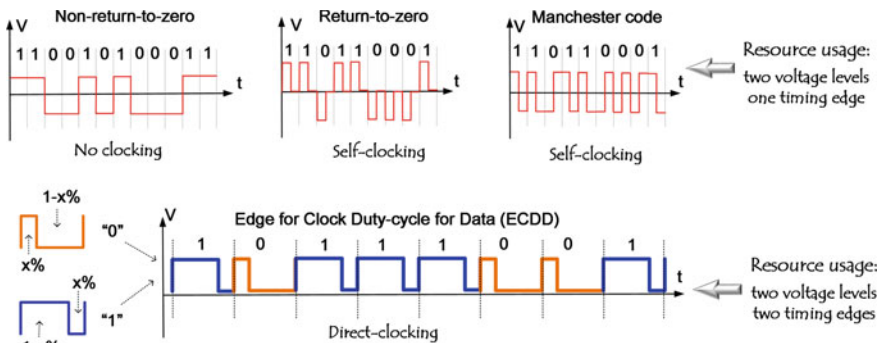 Non-return-to-zero
Return-to-zero
Manchester code
V
V
V
1 1 0 0 1 0 1 0 0 0 1 1
1 1 0 1 1 0 0 0 1
1 1 0 1 1 0 0 0 1
t
t
t
No clocking
Self-clocking
Self-clocking
Resource usage:
two voltage levels
one timing edge
1-x%
"0"
x%
x%
"1"
V
Edge for Clock Duty-cycle for Data (ECDD)
1 0 1 1 1 0 0 1
t
Direct-clocking
Resource usage:
two voltage levels
two timing edges